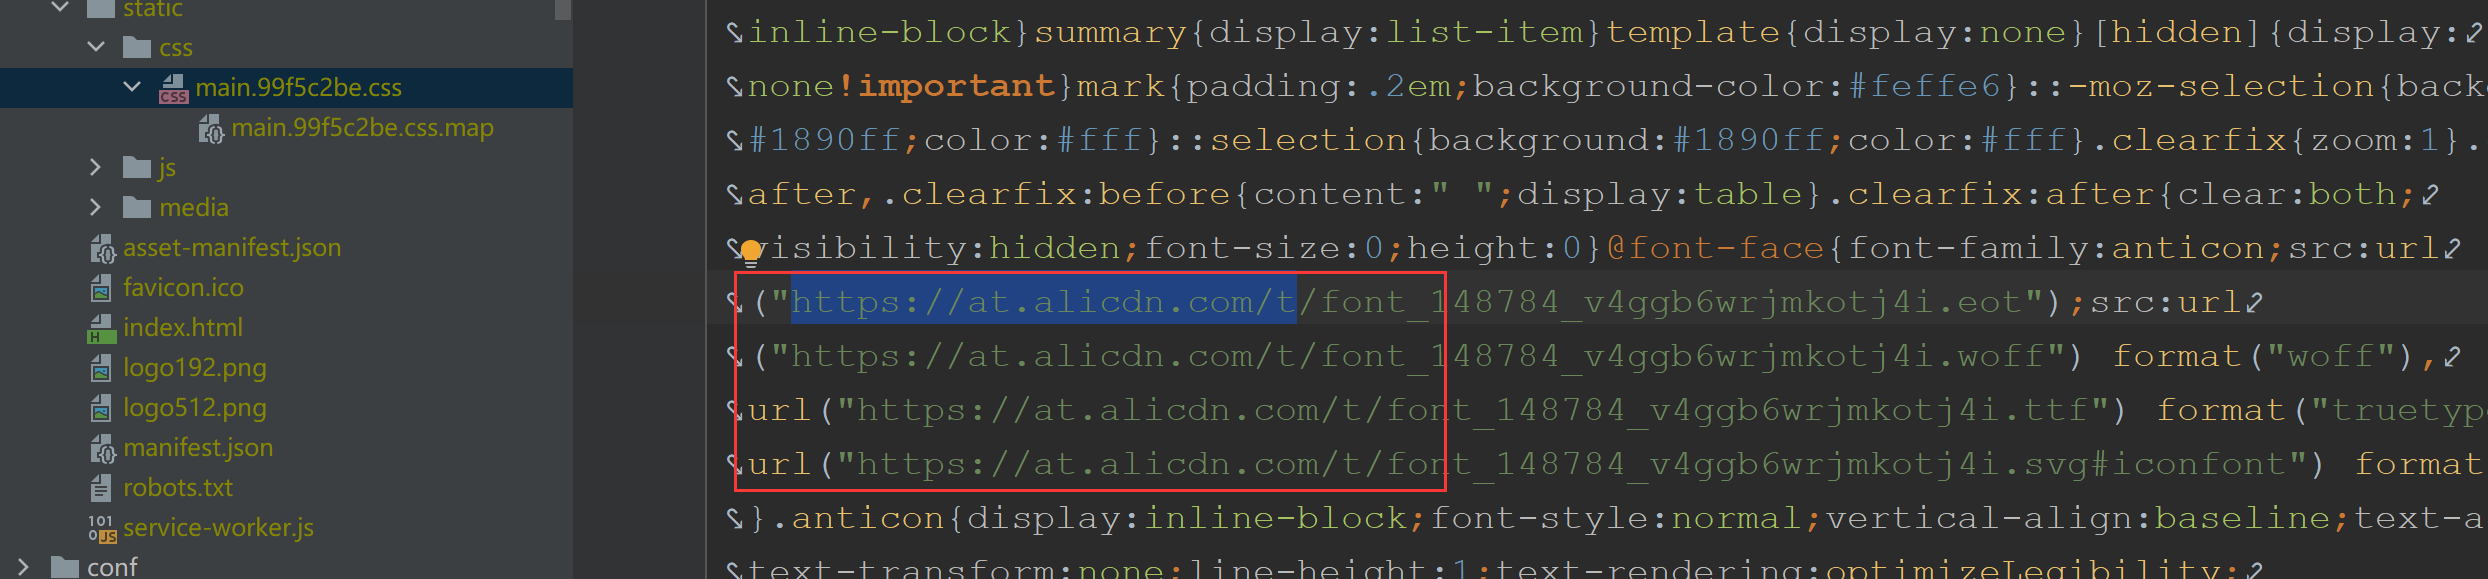 static
css
main.99f5c2be.css
main.99f5c2be.css.map
js
media
asset-manifest.json
favicon.ico
index.html
logo192.png
logo512.png
manifest.json
robots.txt
service-worker.js
conf
inline-block}summary{display:list-item}template{display:none}[hidden]{display:
none!important}mark{padding:.2em;background-color:#feffe6}::-moz-selection{back
#1890ff;color:#fff}::selection{background:#1890ff;color:#fff}.clearfix{zoom:1}.
after,.clearfix:before{content:" ";display:table}.clearfix:after{clear:both;
visibility:hidden;font-size:0;height:0}@font-face{font-family:anticon;src:url
("https://at.alicdn.com/t/font_148784_v4ggb6wrjmkotj4i.eot");src:url
("https://at.alicdn.com/t/font_148784_v4ggb6wrjmkotj4i.woff") format("woff"),
url("https://at.alicdn.com/t/font_148784_v4ggb6wrjmkotj4i.ttf") format("truetype
url("https://at.alicdn.com/t/font_148784_v4ggb6wrjmkotj4i.svg#iconfont") format
}.anticon{display:inline-block;font-style:normal;vertical-align:baseline;text-a
text-transform:none;line-height:1;text-rendering:optimizeLegibility;